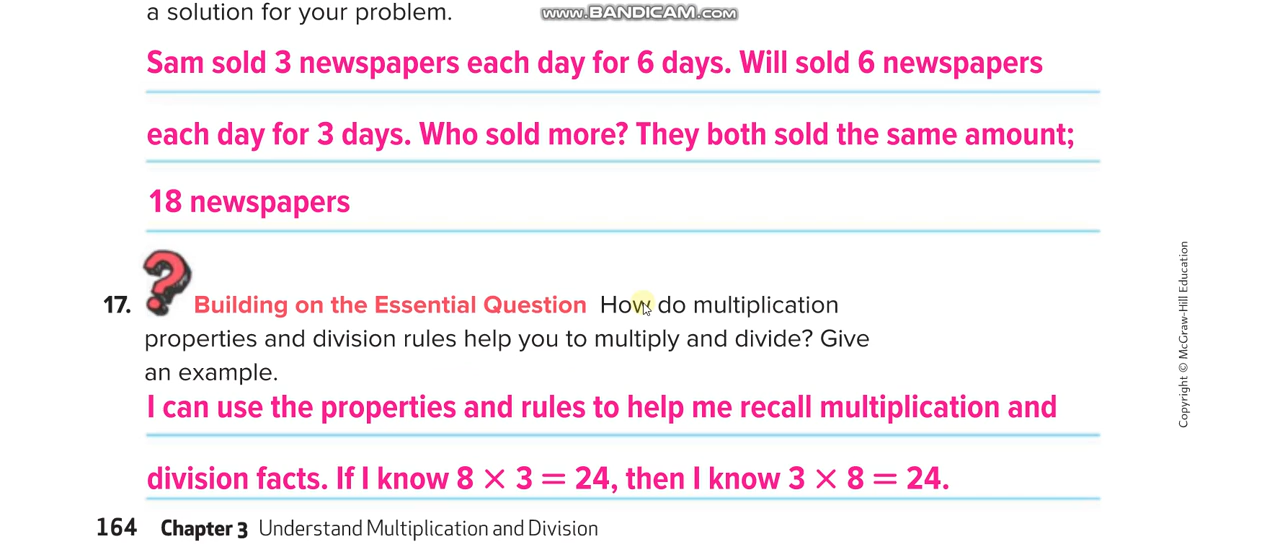 a solution for your problem.
www.BANDICAM.com
Sam sold 3 newspapers each day for 6 days. Will sold 6 newspapers
each day for 3 days. Who sold more? They both sold the same amount;
18 newspapers
17. Building on the Essential Question How do multiplication
properties and division rules help you to multiply and divide? Give
an example.
I can use the properties and rules to help me recall multiplication and
division facts. If I know 8 × 3 = 24, then I know 3 × 8 = 24.
164 Chapter 3 Understand Multiplication and Division
Copyright © McGraw-Hill Education